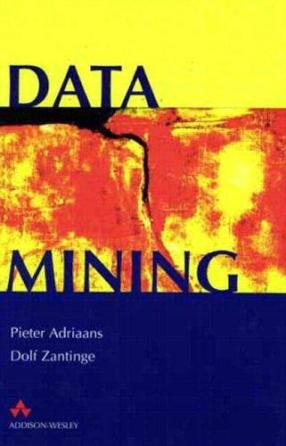 DATA
MINING
Pieter Adriaans
Dolf Zantinge
ADDISON-WESLEY